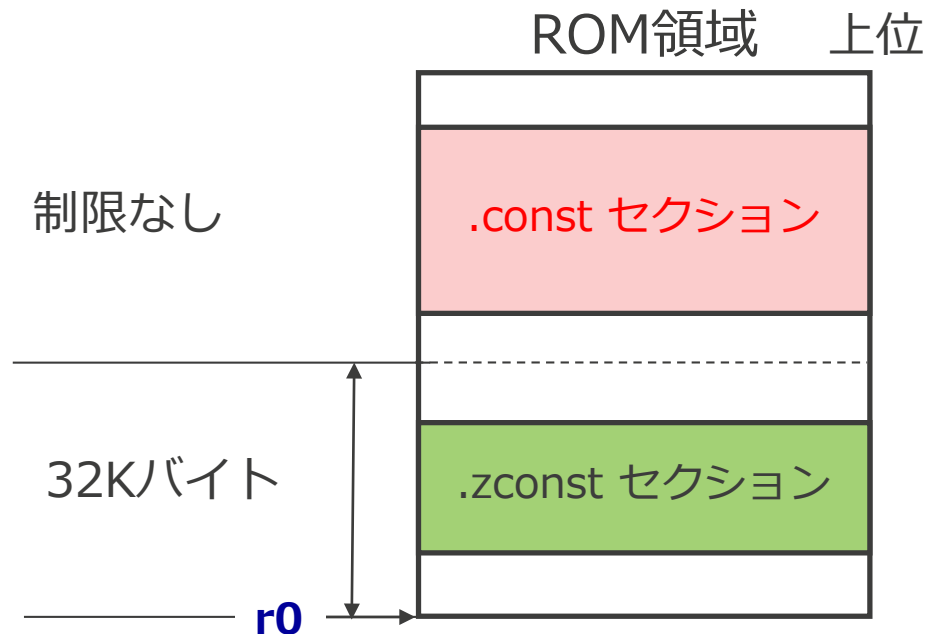 ROM領域 上位
制限なし
.const セクション
32Kバイト
.zconst セクション
r0